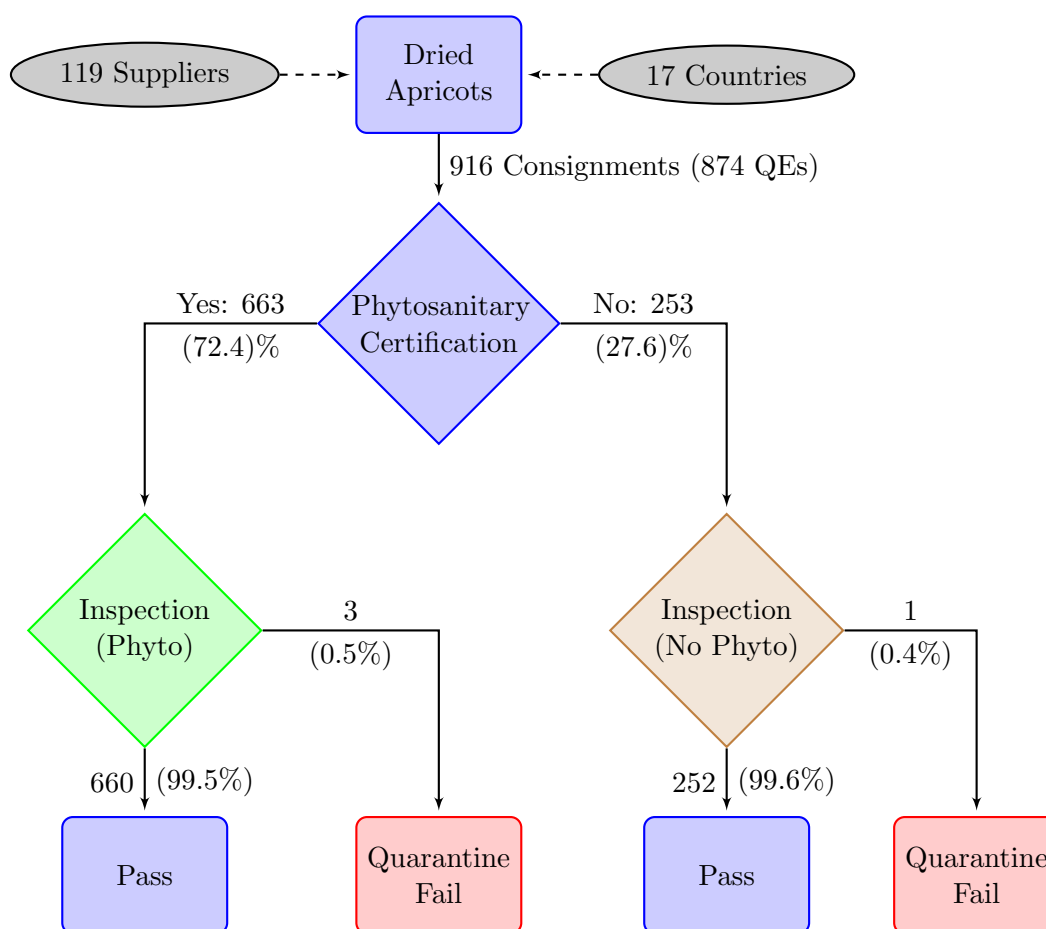 119 Suppliers
Dried
Apricots
17 Countries
916 Consignments (874 QEs)
Yes: 663
(72.4)%
Phytosanitary
Certification
No: 253
(27.6)%
Inspection
(Phyto)
3
(0.5%)
Inspection
(No Phyto)
1
(0.4%)
660
(99.5%)
252
(99.6%)
Pass
Quarantine
Fail
Pass
Quarantine
Fail